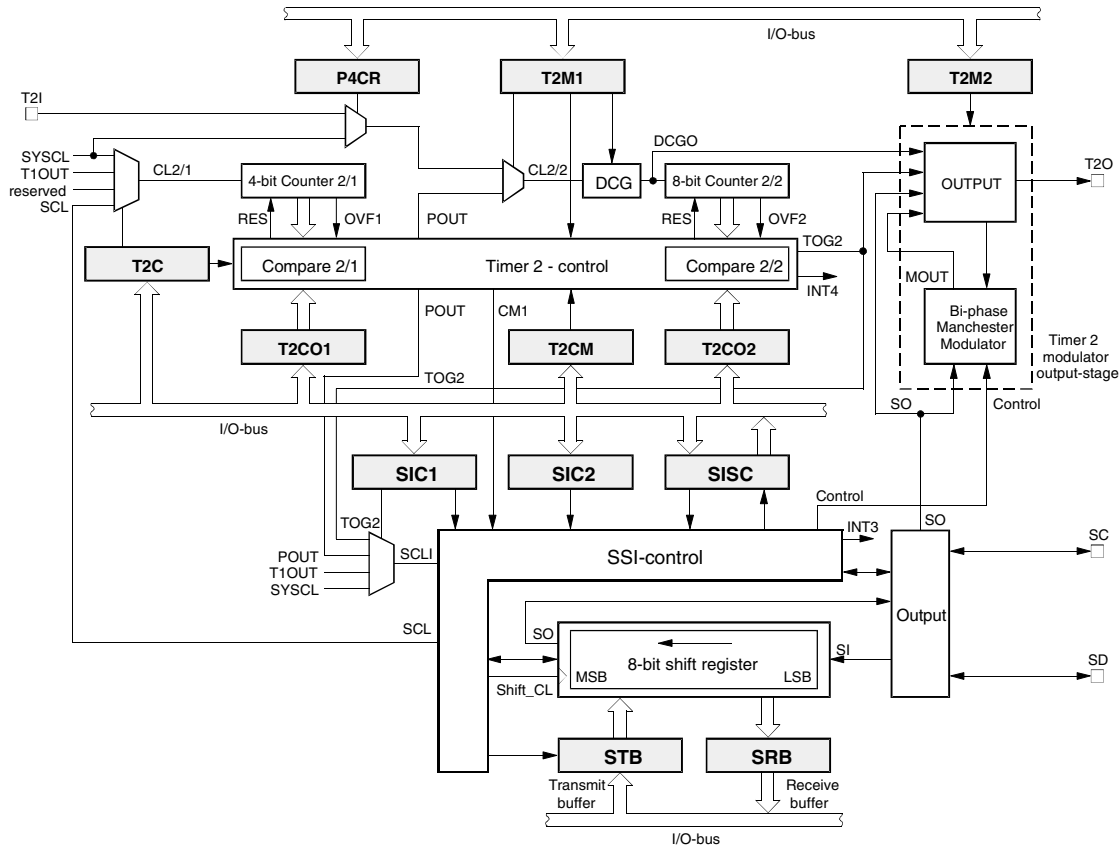 I/O-bus
P4CR
T2M1
T2M2
T2I
DCGO
SYSCL
T1OUT
reserved
SCL
CL2/1
4-bit Counter 2/1
CL2/2
DCG
8-bit Counter 2/2
OUTPUT
T2O
RES
OVF1
POUT
RES
OVF2
TOG2
T2C
Compare 2/1
Timer 2 - control
Compare 2/2
INT4
MOUT
Bi-phase
Manchester
Modulator
Timer 2
modulator
output-stage
POUT
CM1
T2CO1
T2CM
T2CO2
TOG2
SO
Control
I/O-bus
SIC1
SIC2
SISC
Control
TOG2
INT3
SO
SC
POUT
T1OUT
SYSCL
SCLI
SSI-control
Output
SCL
SO
8-bit shift register
MSB
LSB
SI
SD
Shift_CL
STB
SRB
Transmit
buffer
Receive
buffer
I/O-bus